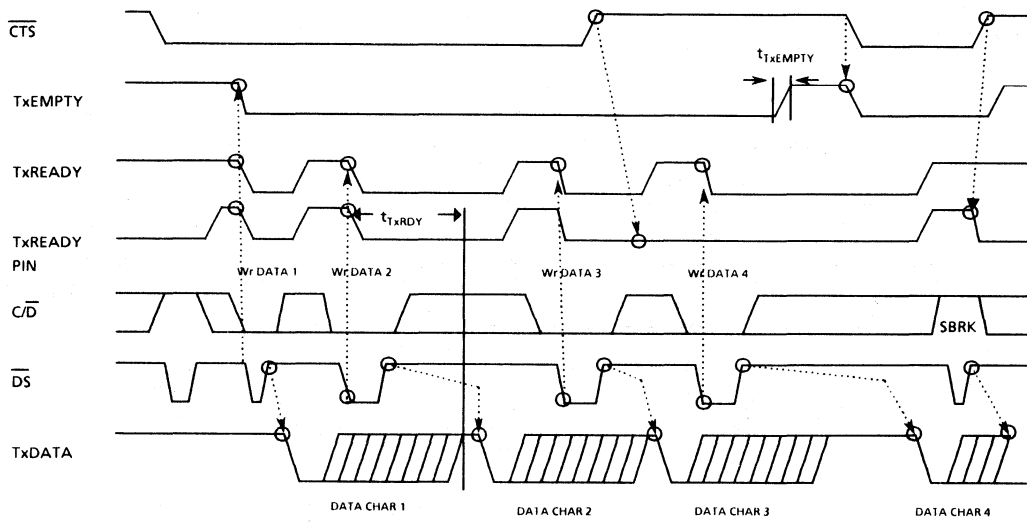 CTS
tTxEMPTY
TxEMPTY
TxREADY
tTxRDY
TxREADY
PIN
Wr DATA 1 Wr DATA 2 Wr DATA 3 Wr DATA 4
C/D
SBRK
DS
TxDATA
DATA CHAR 1 DATA CHAR 2 DATA CHAR 3 DATA CHAR 4